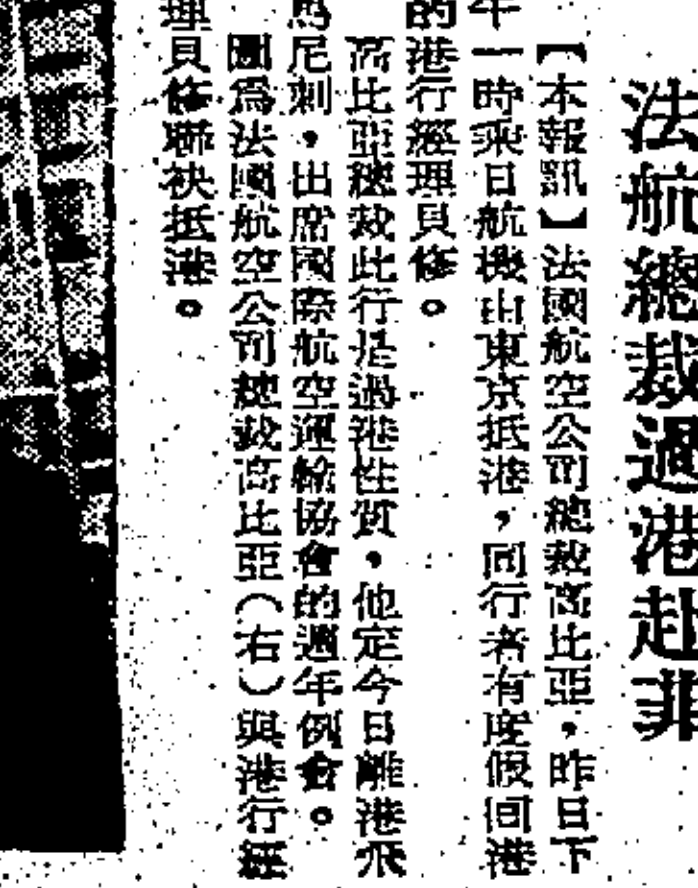 法航總裁過港赴菲
【本報訊】法國航空公司總裁高比亞,昨日下
午一時乘日航機由東京抵港,同行者有度假回港
的港行經理貝修。
高比亞總裁此行是過港性質,他定今日離港飛
馬尼剌,出席國際航空運輸協會的週年例會。
圖爲法國航空公司總裁高比亞(右)與港行經
理貝修聯袂抵港。